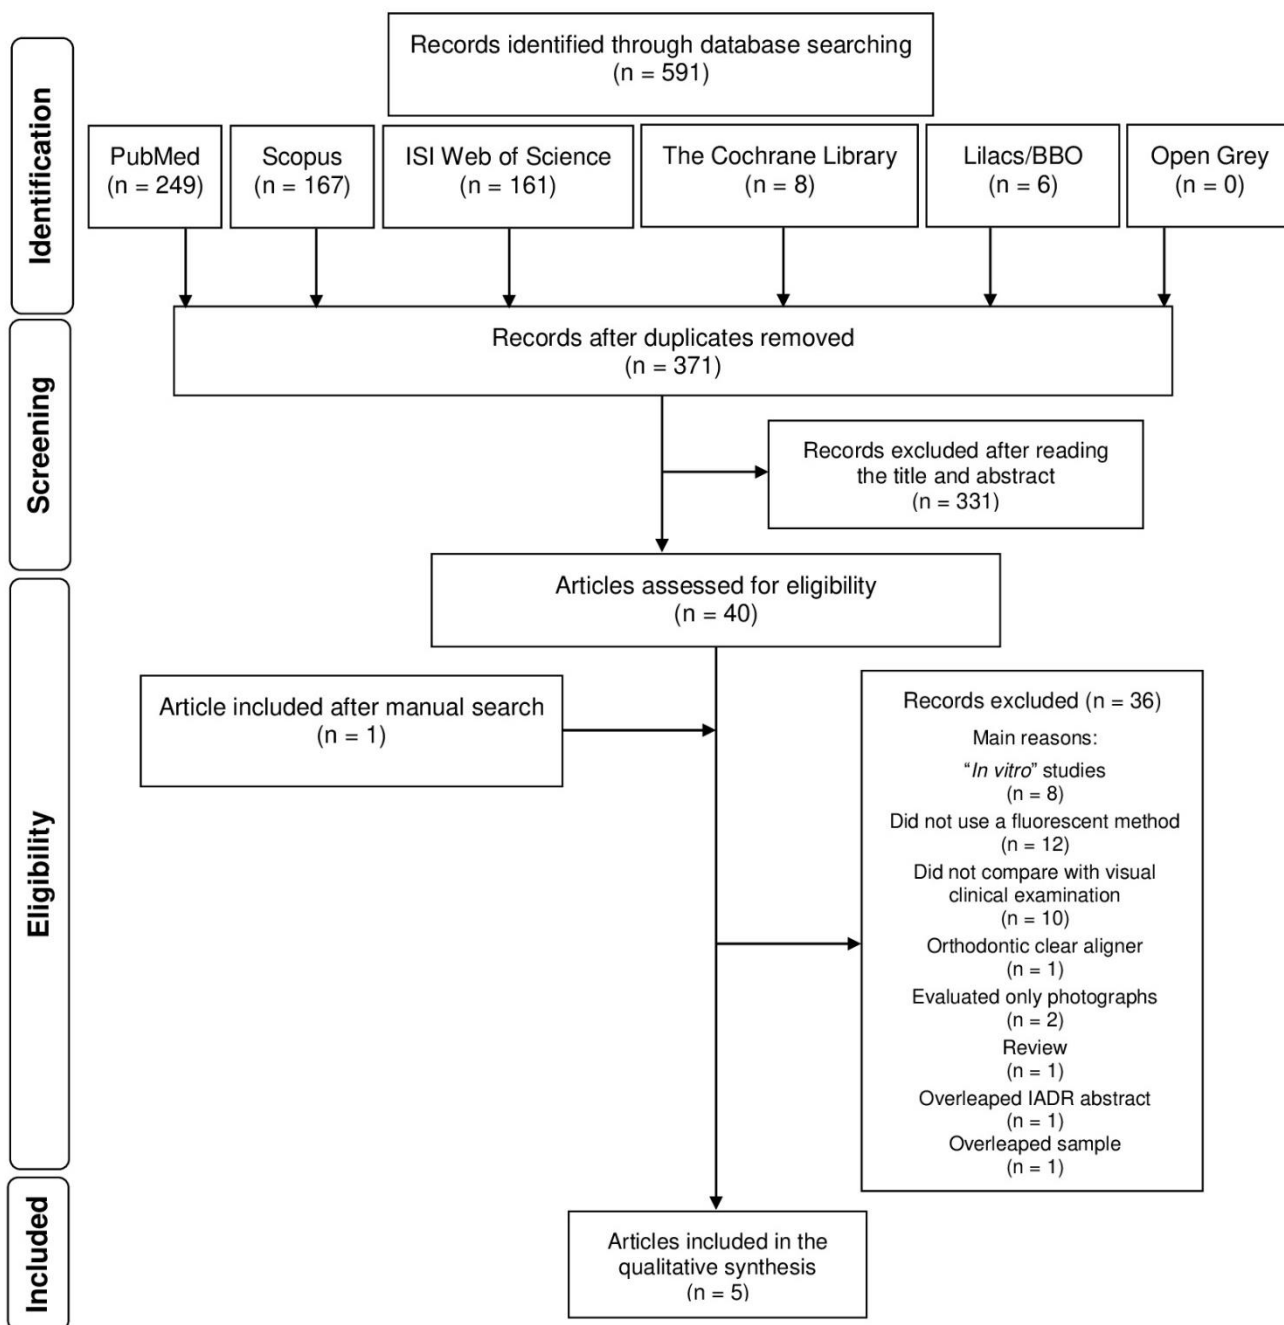 Identification
Records identified through database searching
(n = 591)
PubMed
(n = 249)
Scopus
(n = 167)
ISI Web of Science
(n = 161)
The Cochrane Library
(n = 8)
Lilacs/BBO
(n = 6)
Open Grey
(n = 0)
Screening
Records after duplicates removed
(n = 371)
Records excluded after reading
the title and abstract
(n = 331)
Eligibility
Articles assessed for eligibility
(n = 40)
Article included after manual search
(n = 1)
Records excluded (n = 36)
Main reasons:
“In vitro” studies
(n = 8)
Did not use a fluorescent method
(n = 12)
Did not compare with visual
clinical examination
(n = 10)
Orthodontic clear aligner
(n = 1)
Evaluated only photographs
(n = 2)
Review
(n = 1)
Overleaped IADR abstract
(n = 1)
Overleaped sample
(n = 1)
Included
Articles included in the
qualitative synthesis
(n = 5)